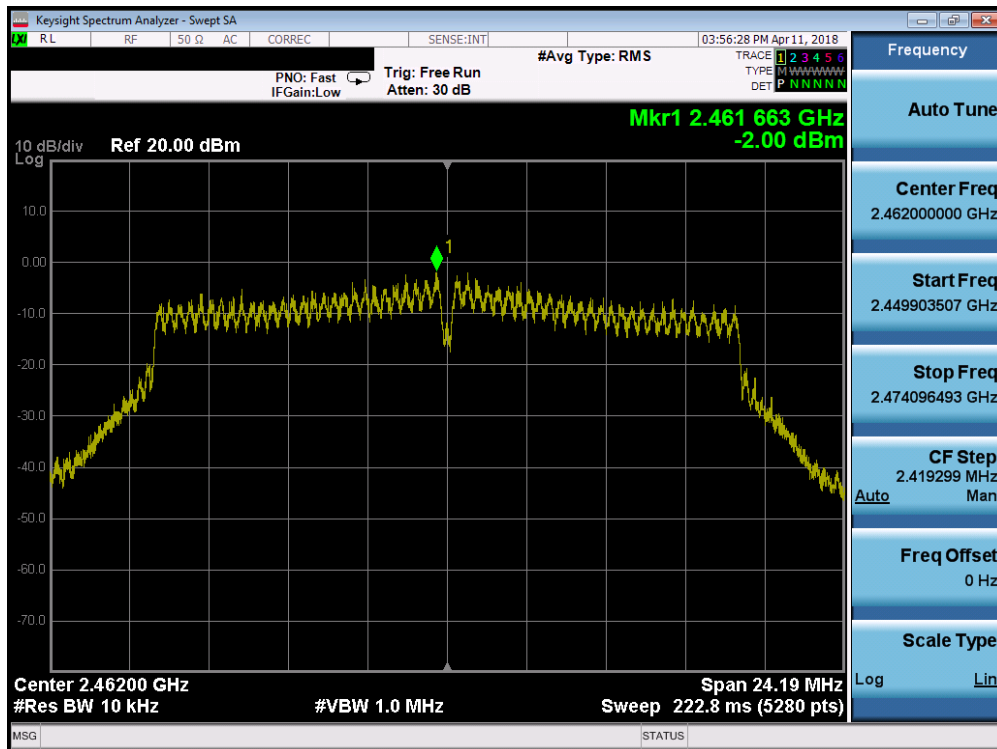 Keysight Spectrum Analyzer - Swept SA
LXI RL RF 50 Ω AC CORREC SENSE:INT 03:56:28 PM Apr 11, 2018
#Avg Type: RMS TRACE 1 2 3 4 5 6
PNO: Fast Trig: Free Run TYPE M WWWWW
IFGain:Low Atten: 30 dB DET P N N N N N
Mkr1 2.461 663 GHz
-2.00 dBm
10 dB/div Ref 20.00 dBm
Log
10.0
1
0.00
-10.0
-20.0
-30.0
-40.0
-50.0
-60.0
-70.0
Center 2.46200 GHz Span 24.19 MHz
#Res BW 10 kHz #VBW 1.0 MHz Sweep 222.8 ms (5280 pts)
MSG STATUS
Frequency
Auto Tune
Center Freq
2.462000000 GHz
Start Freq
2.449903507 GHz
Stop Freq
2.474096493 GHz
CF Step
2.419299 MHz
Auto Man
Freq Offset
0 Hz
Scale Type
Log Lin